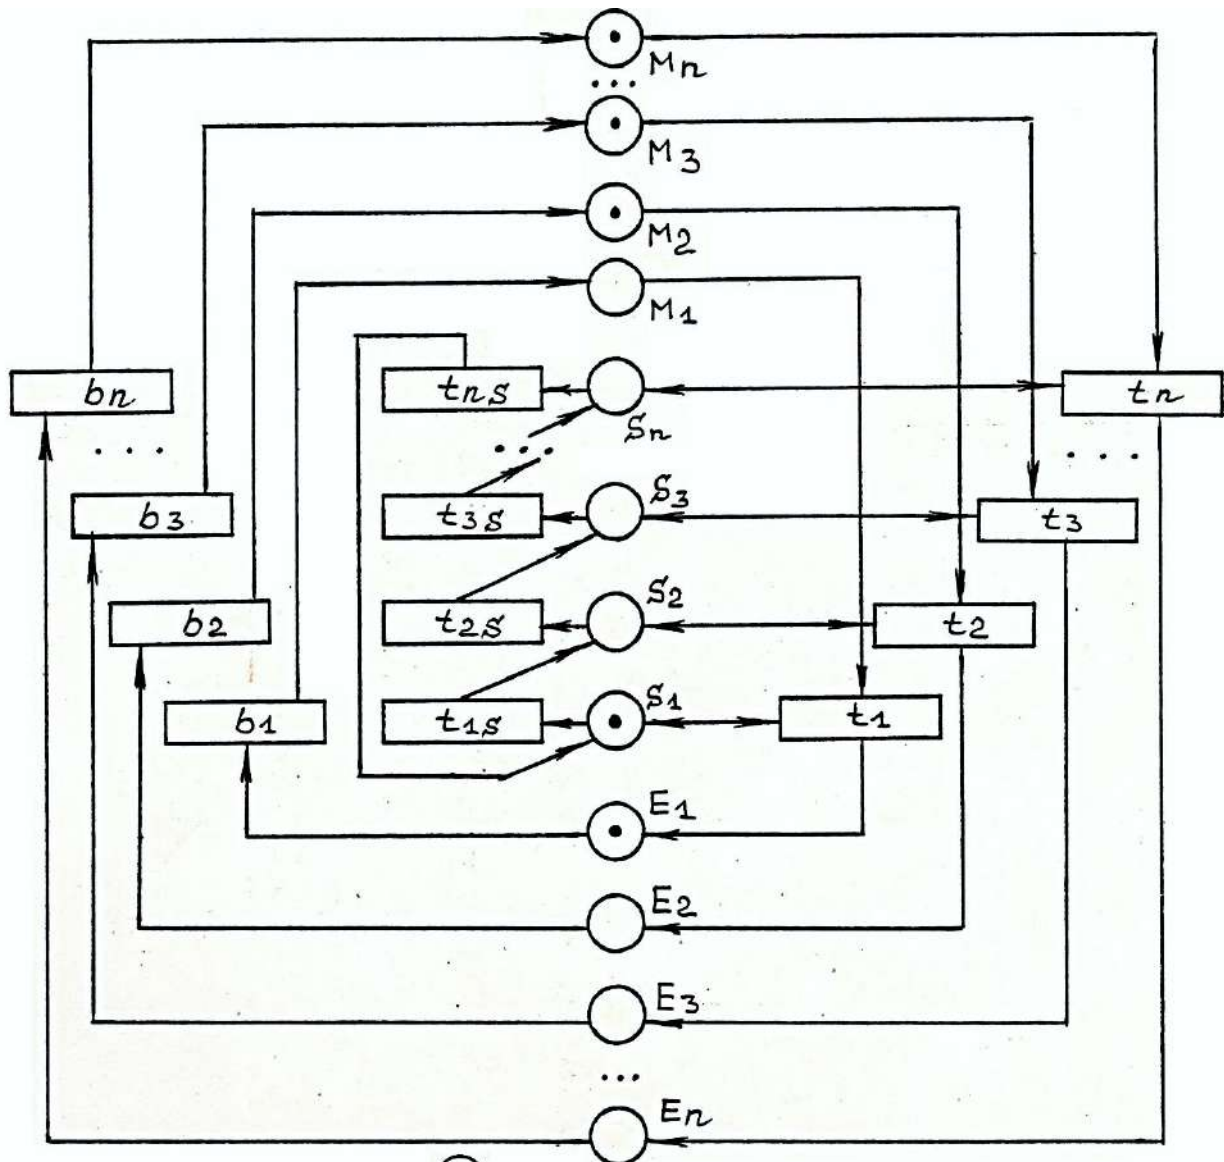 Mn
...
M3
M2
M1
bn
tns
Sn
tn
...
...
...
b3
t3s
S3
t3
b2
t2s
S2
t2
b1
t1s
S1
t1
E1
E2
E3
...
En